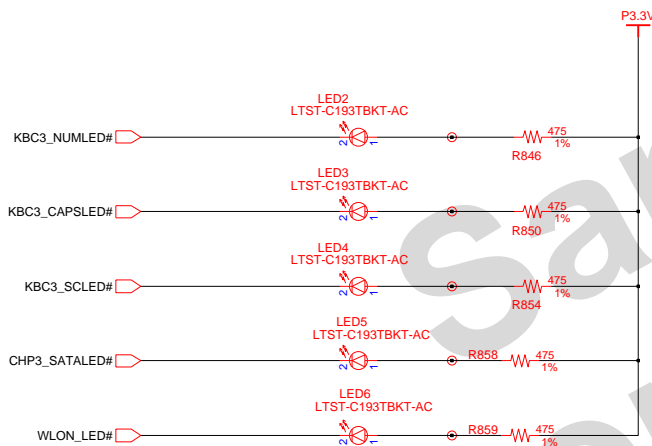 P3.3V
LED2
LTST-C193TBKT-AC
KBC3_NUMLED#
2
1
475
1%
R846
LED3
LTST-C193TBKT-AC
KBC3_CAPSLED#
2
1
475
1%
R850
LED4
LTST-C193TBKT-AC
KBC3_SCLED#
2
1
475
1%
R854
LED5
LTST-C193TBKT-AC
CHP3_SATALED#
2
1
R858
475
1%
LED6
LTST-C193TBKT-AC
WLON_LED#
2
1
R859
475
1%